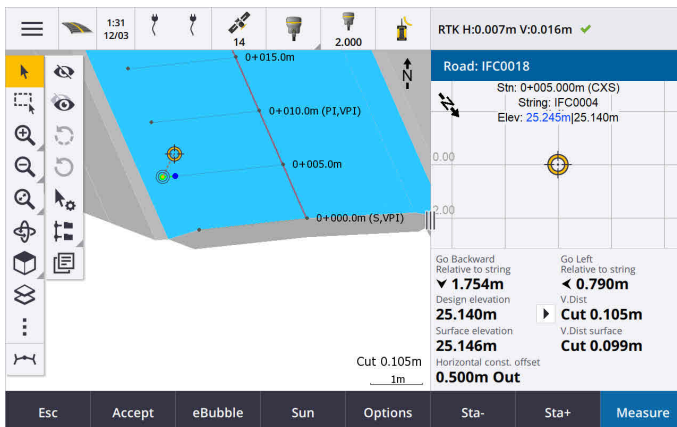 1:31
12/03
14
2.000
RTK H:0.007m V:0.016m
0+015.0m
0+010.0m (PI,VPI)
0+005.0m
0+000.0m (S,VPI)
N
Cut 0.105m
1m
Road: IFC0018
Stn: 0+005.000m (CXS)
String: IFC0004
Elev: 25.245m|25.140m
N
0.00
2.00
Go Backward
Relative to string
1.754m
Go Left
Relative to string
0.790m
Design elevation
25.140m
V.Dist
Cut 0.105m
Surface elevation
25.146m
V.Dist surface
Cut 0.099m
Horizontal const. offset
0.500m Out
Esc
Accept
eBubble
Sun
Options
Sta-
Sta+
Measure